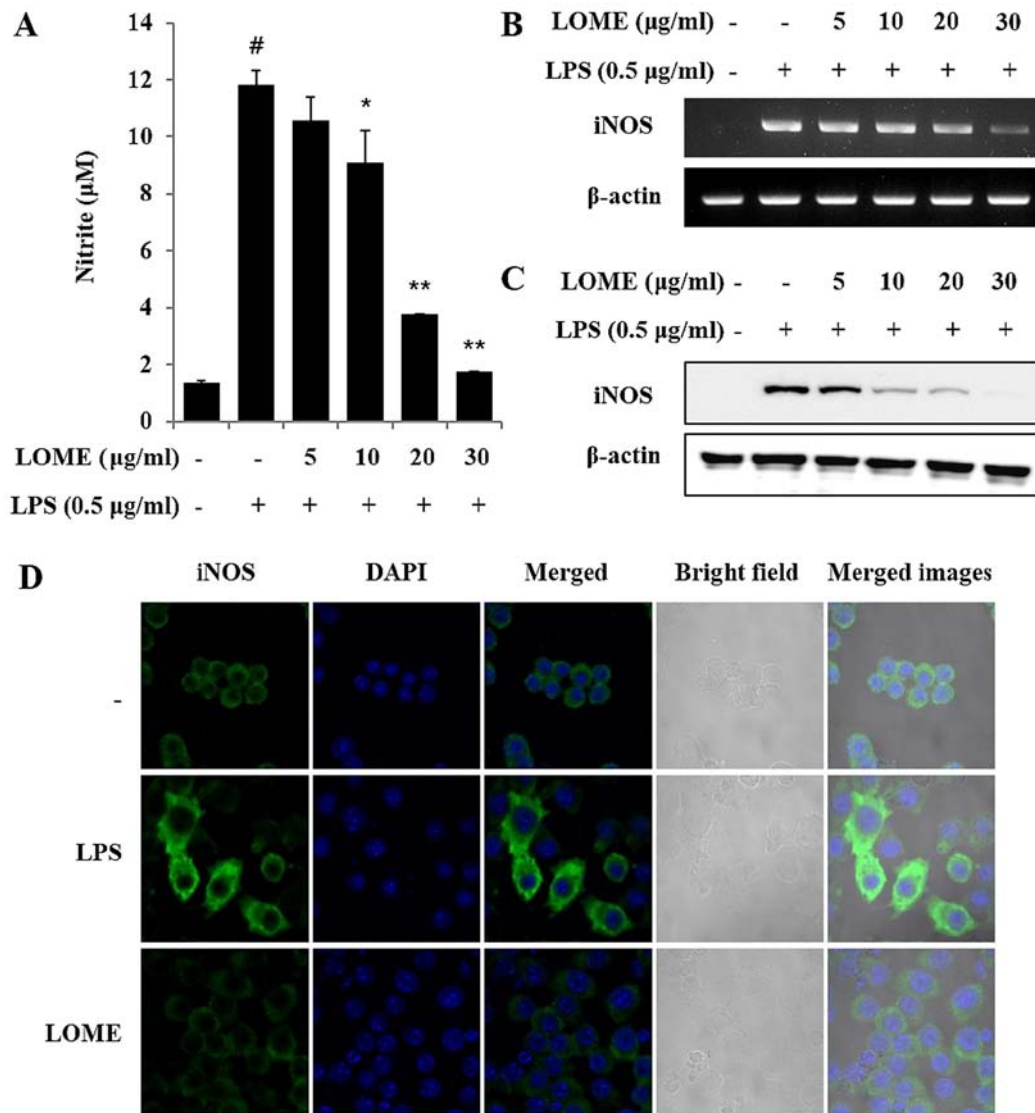 A
14
12
10
8
6
4
2
0
Nitrite (µM)
#
*
**
**
LOME (µg/ml) - - 5 10 20 30
LPS (0.5 µg/ml) - + + + + +
B
LOME (µg/ml) - - 5 10 20 30
LPS (0.5 µg/ml) - + + + + +
iNOS
β-actin
C
LOME (µg/ml) - - 5 10 20 30
LPS (0.5 µg/ml) - + + + + +
iNOS
β-actin
D
iNOS DAPI Merged Bright field Merged images
-
LPS
LOME